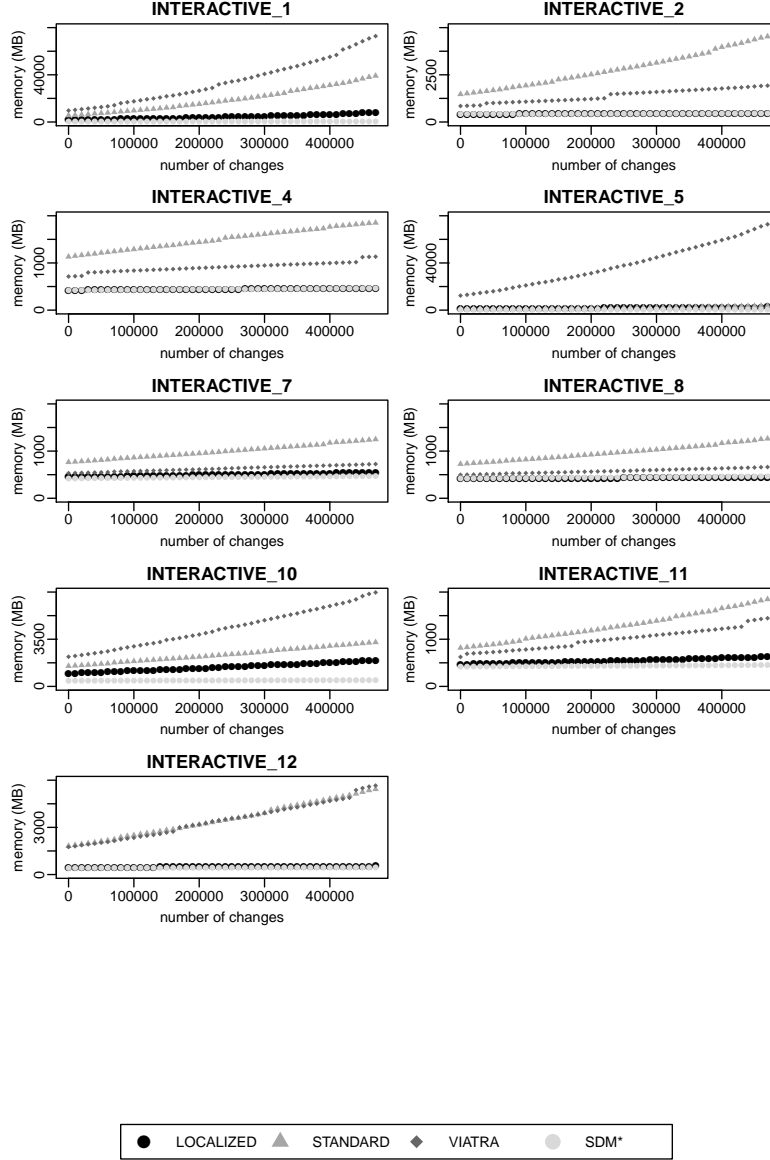 INTERACTIVE_1
memory (MB)
0
40000
0
100000
200000
300000
400000
number of changes
INTERACTIVE_2
memory (MB)
0
2500
0
100000
200000
300000
400000
number of changes
INTERACTIVE_4
memory (MB)
0
1000
0
100000
200000
300000
400000
number of changes
INTERACTIVE_5
memory (MB)
0
40000
0
100000
200000
300000
400000
number of changes
INTERACTIVE_7
memory (MB)
0
1000
0
100000
200000
300000
400000
number of changes
INTERACTIVE_8
memory (MB)
0
1000
0
100000
200000
300000
400000
number of changes
INTERACTIVE_10
memory (MB)
0
3500
0
100000
200000
300000
400000
number of changes
INTERACTIVE_11
memory (MB)
0
1000
0
100000
200000
300000
400000
number of changes
INTERACTIVE_12
memory (MB)
0
3000
0
100000
200000
300000
400000
number of changes
LOCALIZED STANDARD VIATRA SDM*